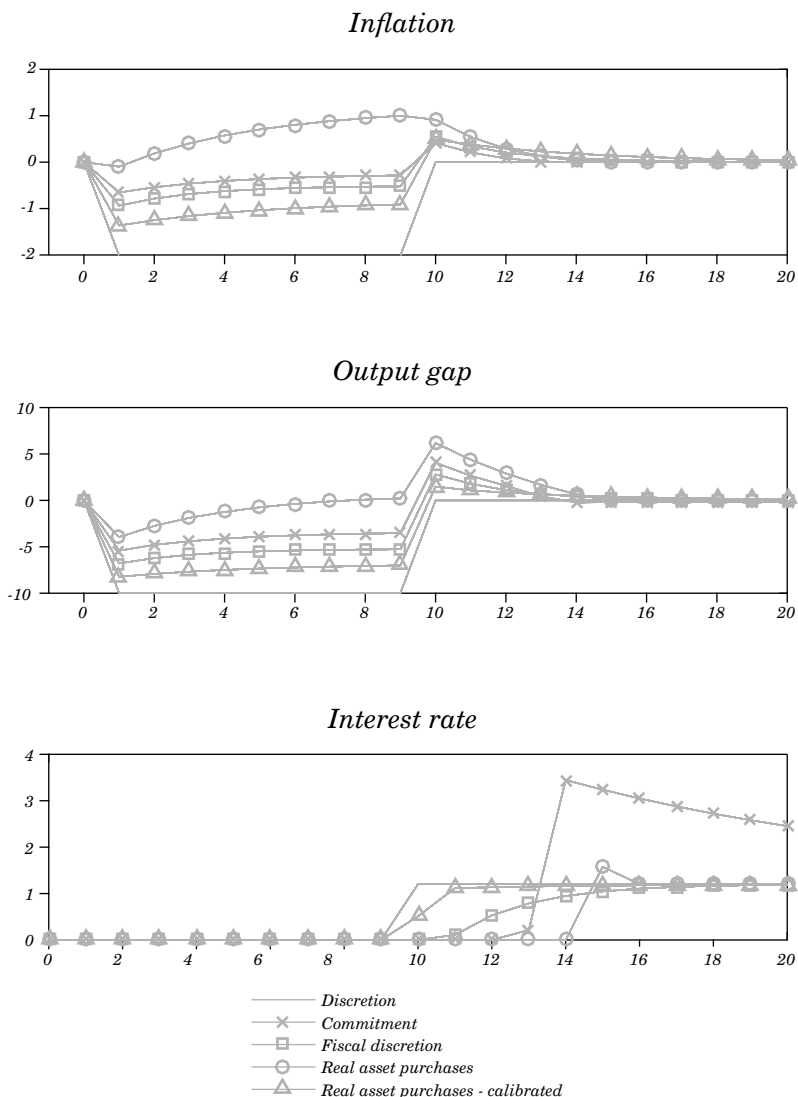 Inflation
2
1
0
-1
-2
0 2 4 6 8 10 12 14 16 18 20
Output gap
10
5
0
-5
-10
0 2 4 6 8 10 12 14 16 18 20
Interest rate
4
3
2
1
0
0 2 4 6 8 10 12 14 16 18 20
Discretion
Commitment
Fiscal discretion
Real asset purchases
Real asset purchases - calibrated